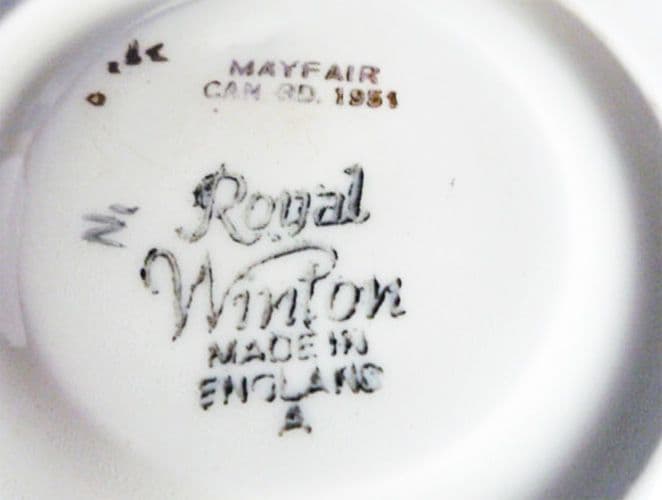 MAYFAIR
CAN RD. 1951
Royal
Winton
MADE IN
ENGLAND
A